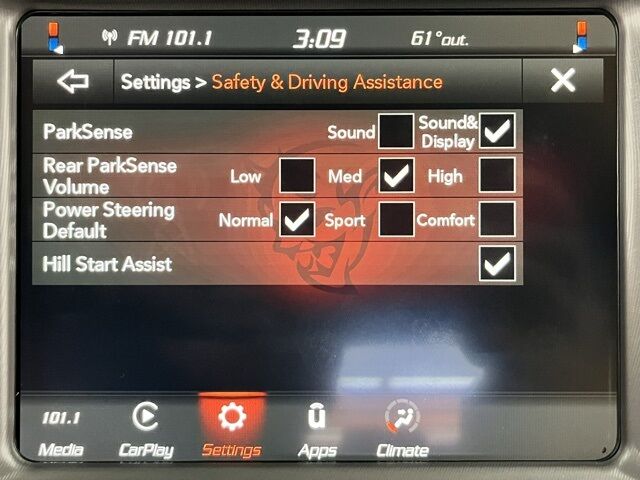 FM 101.1 3:09 61°out.
Settings > Safety & Driving Assistance
ParkSense Sound Sound& Display
Rear ParkSense Volume Low Med High
Power Steering Default Normal Sport Comfort
Hill Start Assist
101.1
Media CarPlay Settings Apps Climate